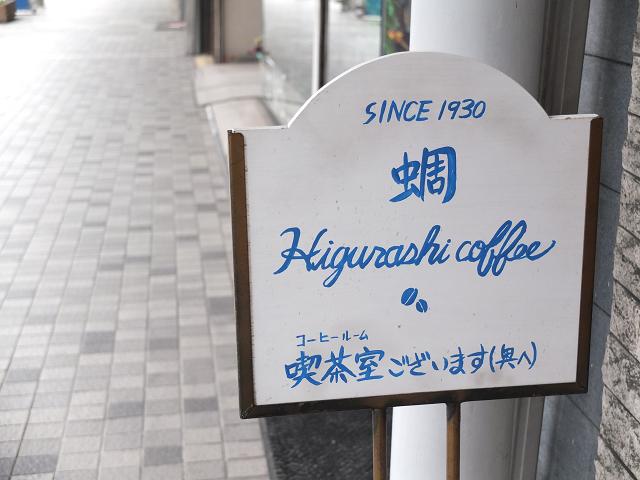 SINCE 1930
蜩
Higurashi coffee
コーヒールーム
喫茶室ございます(奥へ)